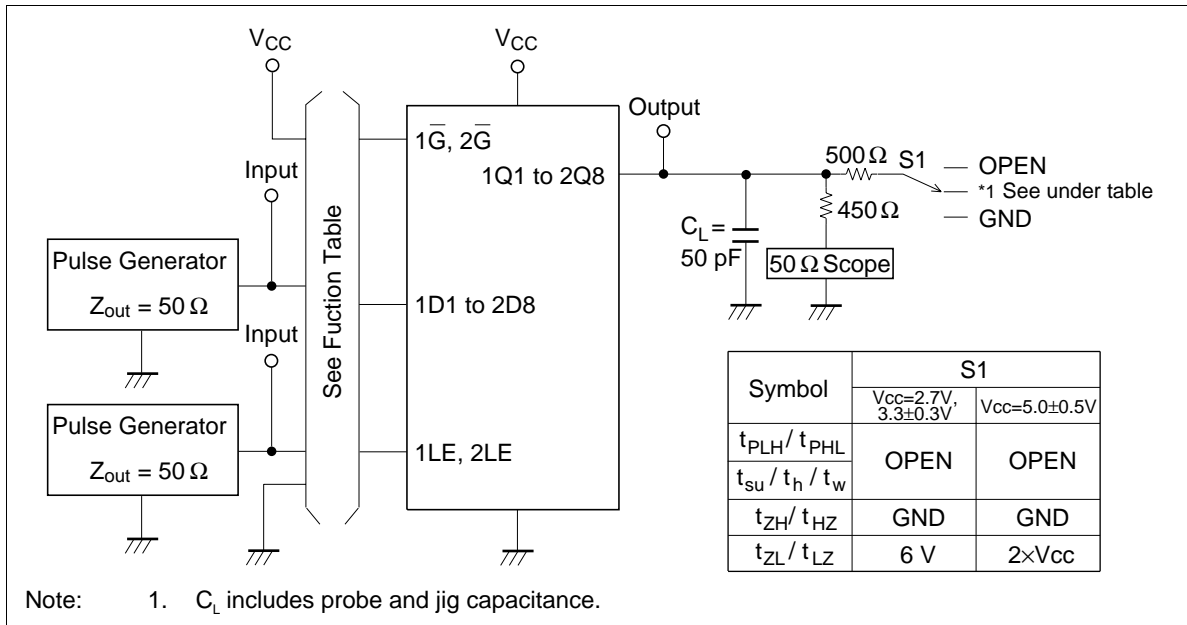 VCC
VCC
Output
1G̅, 2G̅
Input
1Q1 to 2Q8
500 Ω
S1
OPEN
*1 See under table
GND
450 Ω
CL =
50 pF
50 Ω Scope
Pulse Generator
Zout = 50 Ω
See Fuction Table
1D1 to 2D8
Input
Pulse Generator
Zout = 50 Ω
1LE, 2LE
Symbol
S1
Vcc=2.7V,
3.3±0.3V
Vcc=5.0±0.5V
tPLH / tPHL
OPEN
OPEN
tsu / th / tw
tZH / tHZ
GND
GND
tZL / tLZ
6 V
2×Vcc
Note: 1. CL includes probe and jig capacitance.